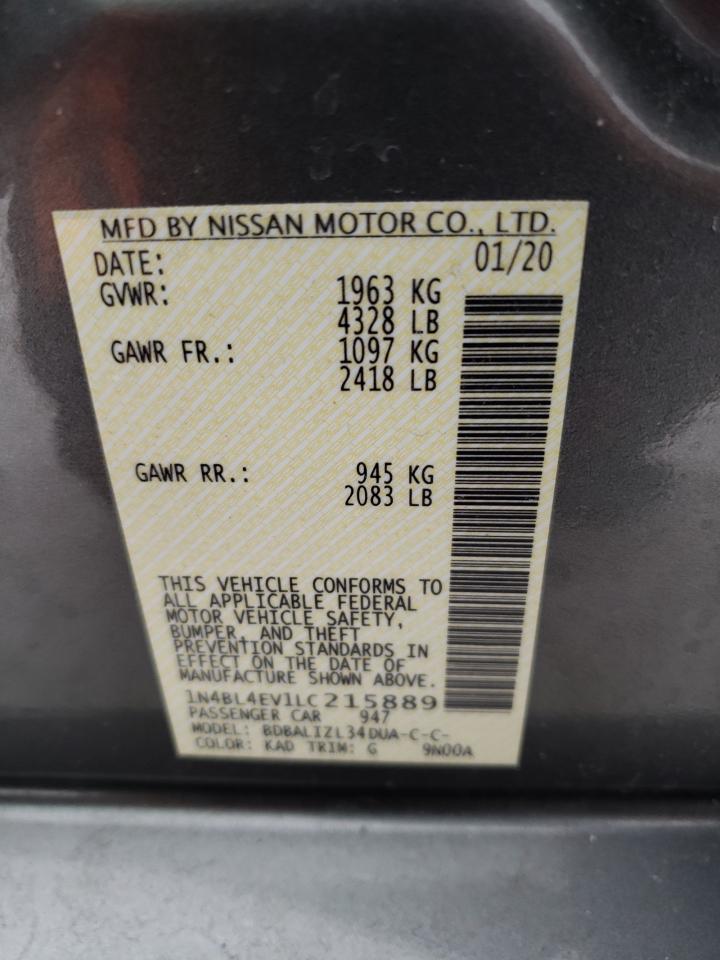 MFD BY NISSAN MOTOR CO., LTD.
DATE: 01/20
GVWR: 1963 KG
4328 LB
GAWR FR.: 1097 KG
2418 LB
GAWR RR.: 945 KG
2083 LB
THIS VEHICLE CONFORMS TO
ALL APPLICABLE FEDERAL
MOTOR VEHICLE SAFETY,
BUMPER, AND THEFT
PREVENTION STANDARDS IN
EFFECT ON THE DATE OF
MANUFACTURE SHOWN ABOVE.
1N4BL4EV1LC215889
PASSENGER CAR 947
MODEL: BDBALIZL34DUA-C-C-
COLOR: KAD TRIM: G 9N00A